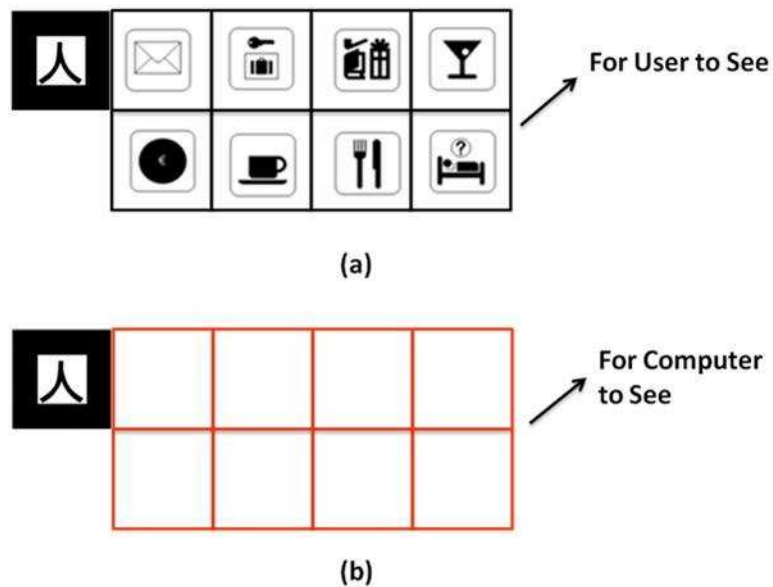 人
For User to See
€
?
(a)
人
For Computer
to See
(b)